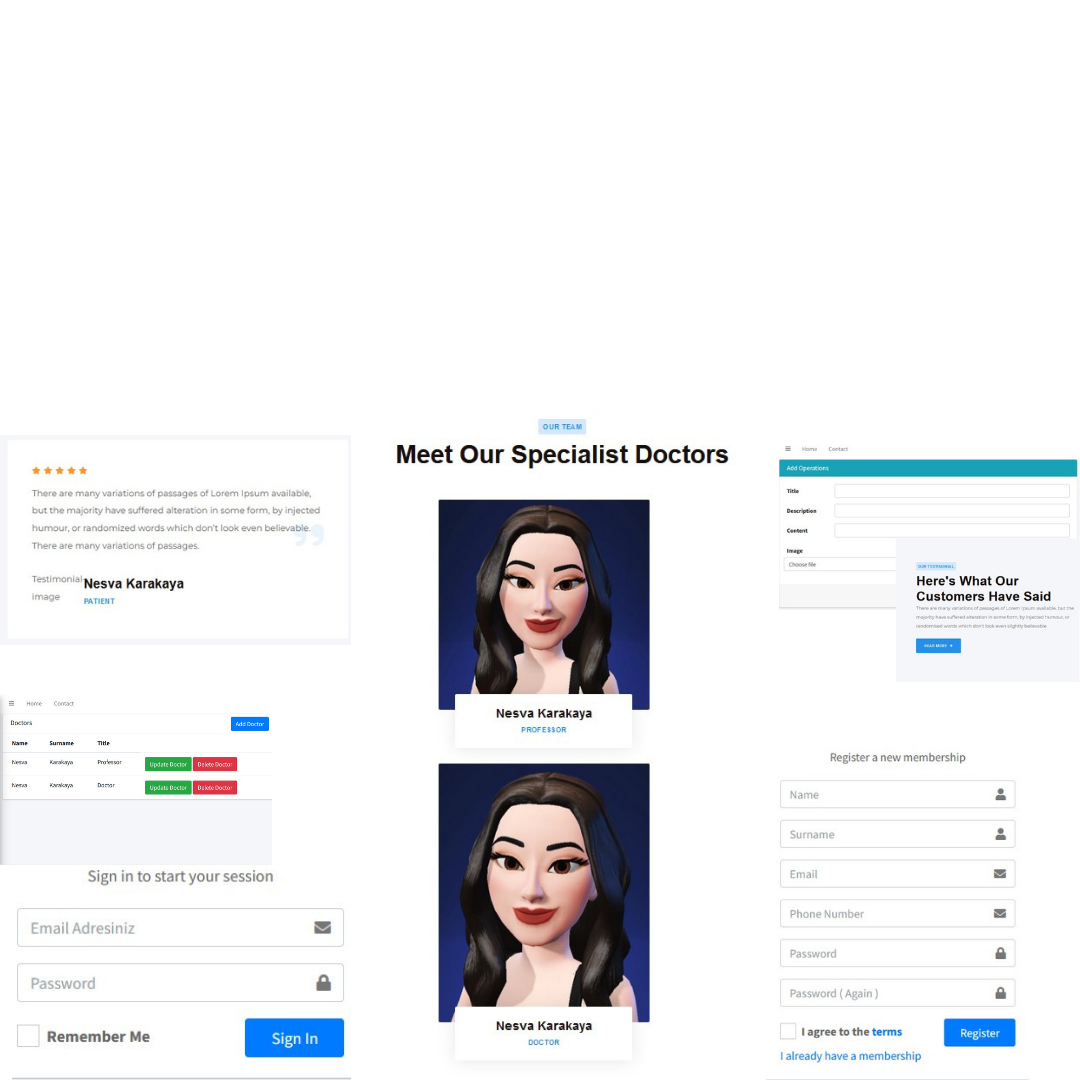 There are many variations of passages of Lorem Ipsum available,
but the majority have suffered alteration in some form, by injected
humour, or randomized words which don't look even believable.
There are many variations of passages.
Testimonial
image
Nesva Karakaya
PATIENT
Home Contact
Doctors
Add Doctor
Name Surname Title
Nesva Karakaya Professor Update Doctor Delete Doctor
Nesva Karakaya Doctor Update Doctor Delete Doctor
Sign in to start your session
Email Adresiniz
Password
Remember Me
Sign In
OUR TEAM
Meet Our Specialist Doctors
Nesva Karakaya
PROFESSOR
Nesva Karakaya
DOCTOR
Home Contact
Add Operations
Title
Description
Content
Image
Choose file
OUR TESTIMONIAL
Here's What Our
Customers Have Said
There are many variations of passages of Lorem Ipsum available, but the
majority have suffered alteration in some form, by injected humour, or
randomised words which don't look even slightly believable
READ MORE
Register a new membership
Name
Surname
Email
Phone Number
Password
Password ( Again )
I agree to the terms
Register
I already have a membership